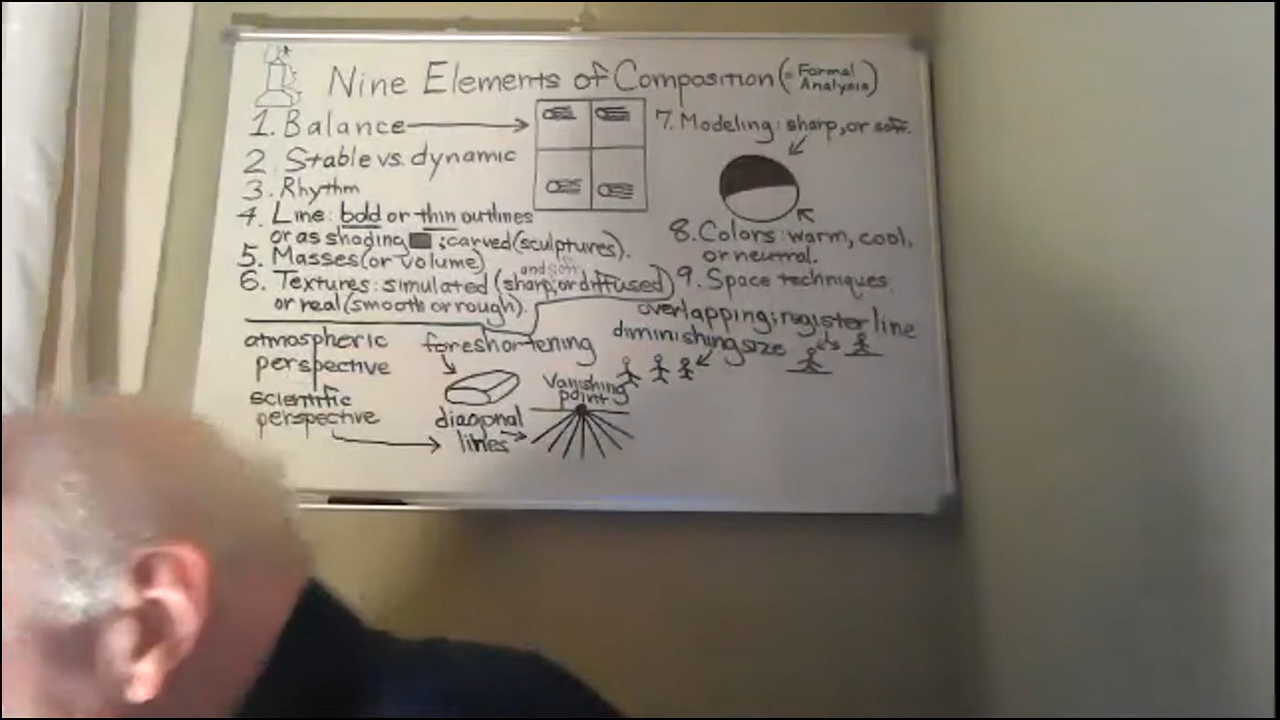 Nine Elements of Composition (= Formal Analysis)
1. Balance
2. Stable vs. dynamic
3. Rhythm
4. Line: bold or thin outlines
or as shading ; carved (sculptures).
5. Masses (or volume)
and soft
6. Textures: simulated (sharp, or diffused)
or real (smooth or rough).
7. Modeling: sharp, or soft.
8. Colors: warm, cool,
or neutral.
9. Space techniques:
overlapping; register line
diminishing size
atmospheric
perspective
foreshortening
scientific
perspective
diagonal
lines
Vanishing
point